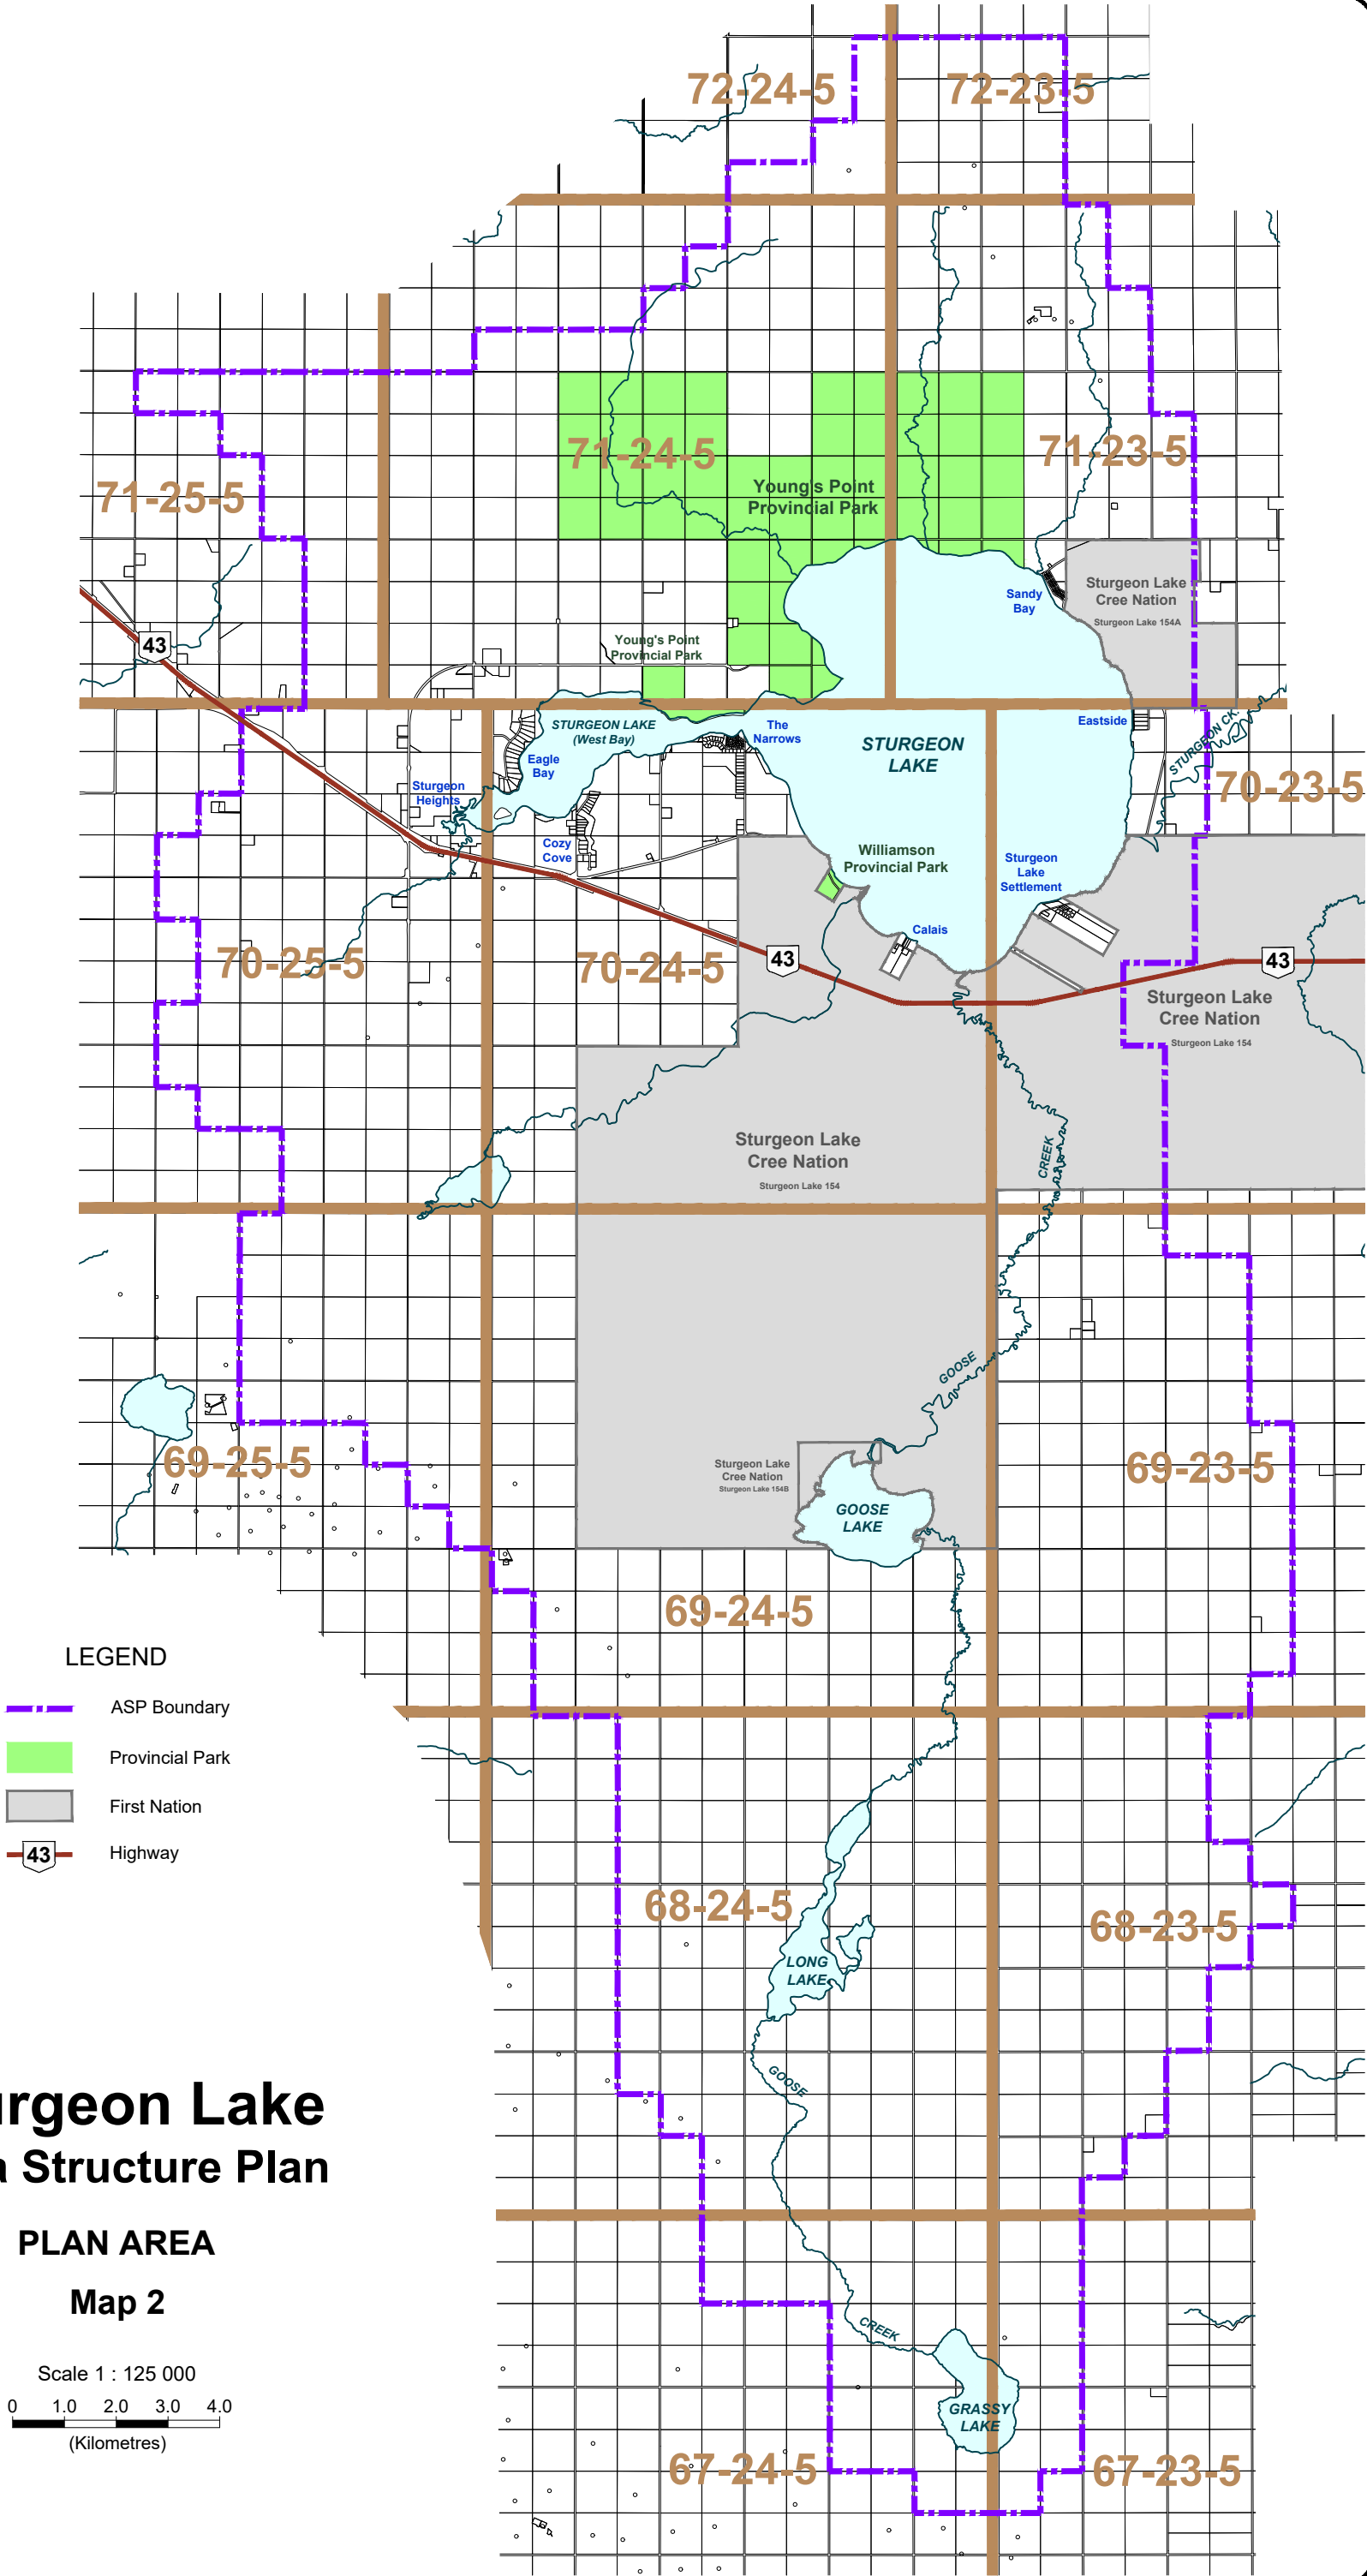 72-24-5
72-23-5
71-24-5
71-23-5
71-25-5
Young's Point
Provincial Park
Sturgeon Lake
Cree Nation
Sturgeon Lake 154A
Sandy
Bay
43
Young's Point
Provincial Park
STURGEON LAKE
(West Bay)
The
Narrows
Eastside
STURGEON
LAKE
STURGEON CK.
Eagle
Bay
Sturgeon
Heights
70-23-5
Cozy
Cove
Williamson
Provincial Park
Sturgeon
Lake
Settlement
Calais
70-25-5
70-24-5
43
43
Sturgeon Lake
Cree Nation
Sturgeon Lake 154
Sturgeon Lake
Cree Nation
Sturgeon Lake 154
CREEK
GOOSE
69-25-5
69-23-5
Sturgeon Lake
Cree Nation
Sturgeon Lake 154B
GOOSE
LAKE
69-24-5
LEGEND
ASP Boundary
Provincial Park
First Nation
43 Highway
68-24-5
68-23-5
LONG
LAKE
GOOSE
urgeon Lake
a Structure Plan
PLAN AREA
Map 2
Scale 1 : 125 000
0 1.0 2.0 3.0 4.0
(Kilometres)
CREEK
GRASSY
LAKE
67-24-5
67-23-5